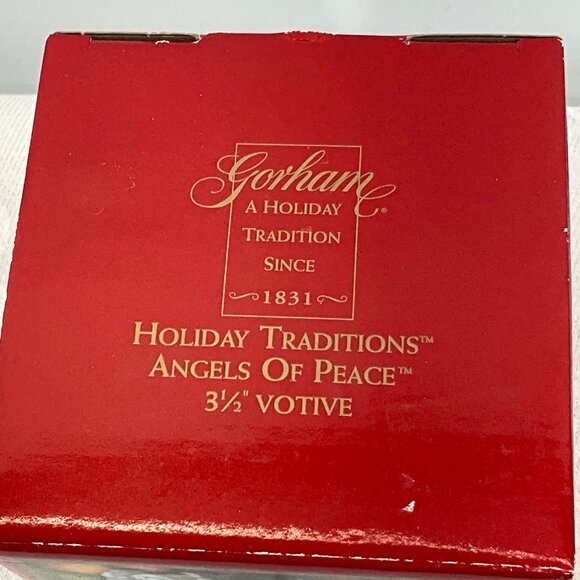 Gorham®
A HOLIDAY
TRADITION
SINCE
1831
HOLIDAY TRADITIONS™
ANGELS OF PEACE™
3½" VOTIVE